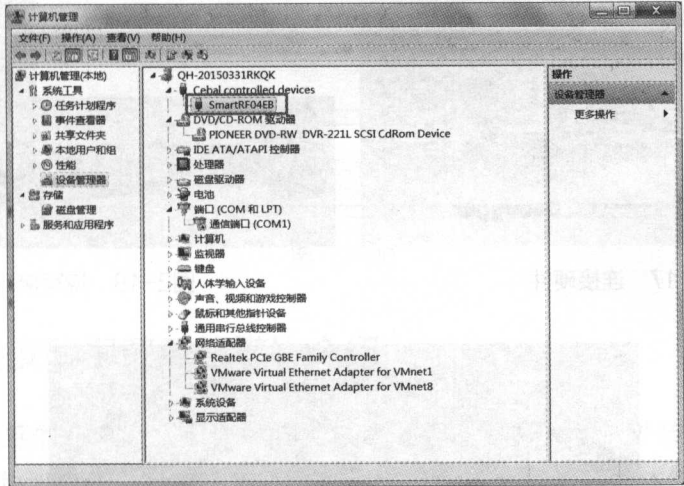 计算机管理
文件(F) 操作(A) 查看(V) 帮助(H)
计算机管理(本地)
系统工具
任务计划程序
事件查看器
共享文件夹
本地用户和组
性能
设备管理器
存储
磁盘管理
服务和应用程序
QH-20150331RKQK
Cebal controlled devices
SmartRF04EB
DVD/CD-ROM 驱动器
PIONEER DVD-RW DVR-221L SCSI CdRom Device
IDE ATA/ATAPI 控制器
处理器
磁盘驱动器
电池
端口 (COM 和 LPT)
通信端口 (COM1)
计算机
监视器
键盘
人体学输入设备
声音、视频和游戏控制器
鼠标和其他指针设备
通用串行总线控制器
网络适配器
Realtek PCIe GBE Family Controller
VMware Virtual Ethernet Adapter for VMnet1
VMware Virtual Ethernet Adapter for VMnet8
系统设备
显示适配器
操作
设备管理器
更多操作